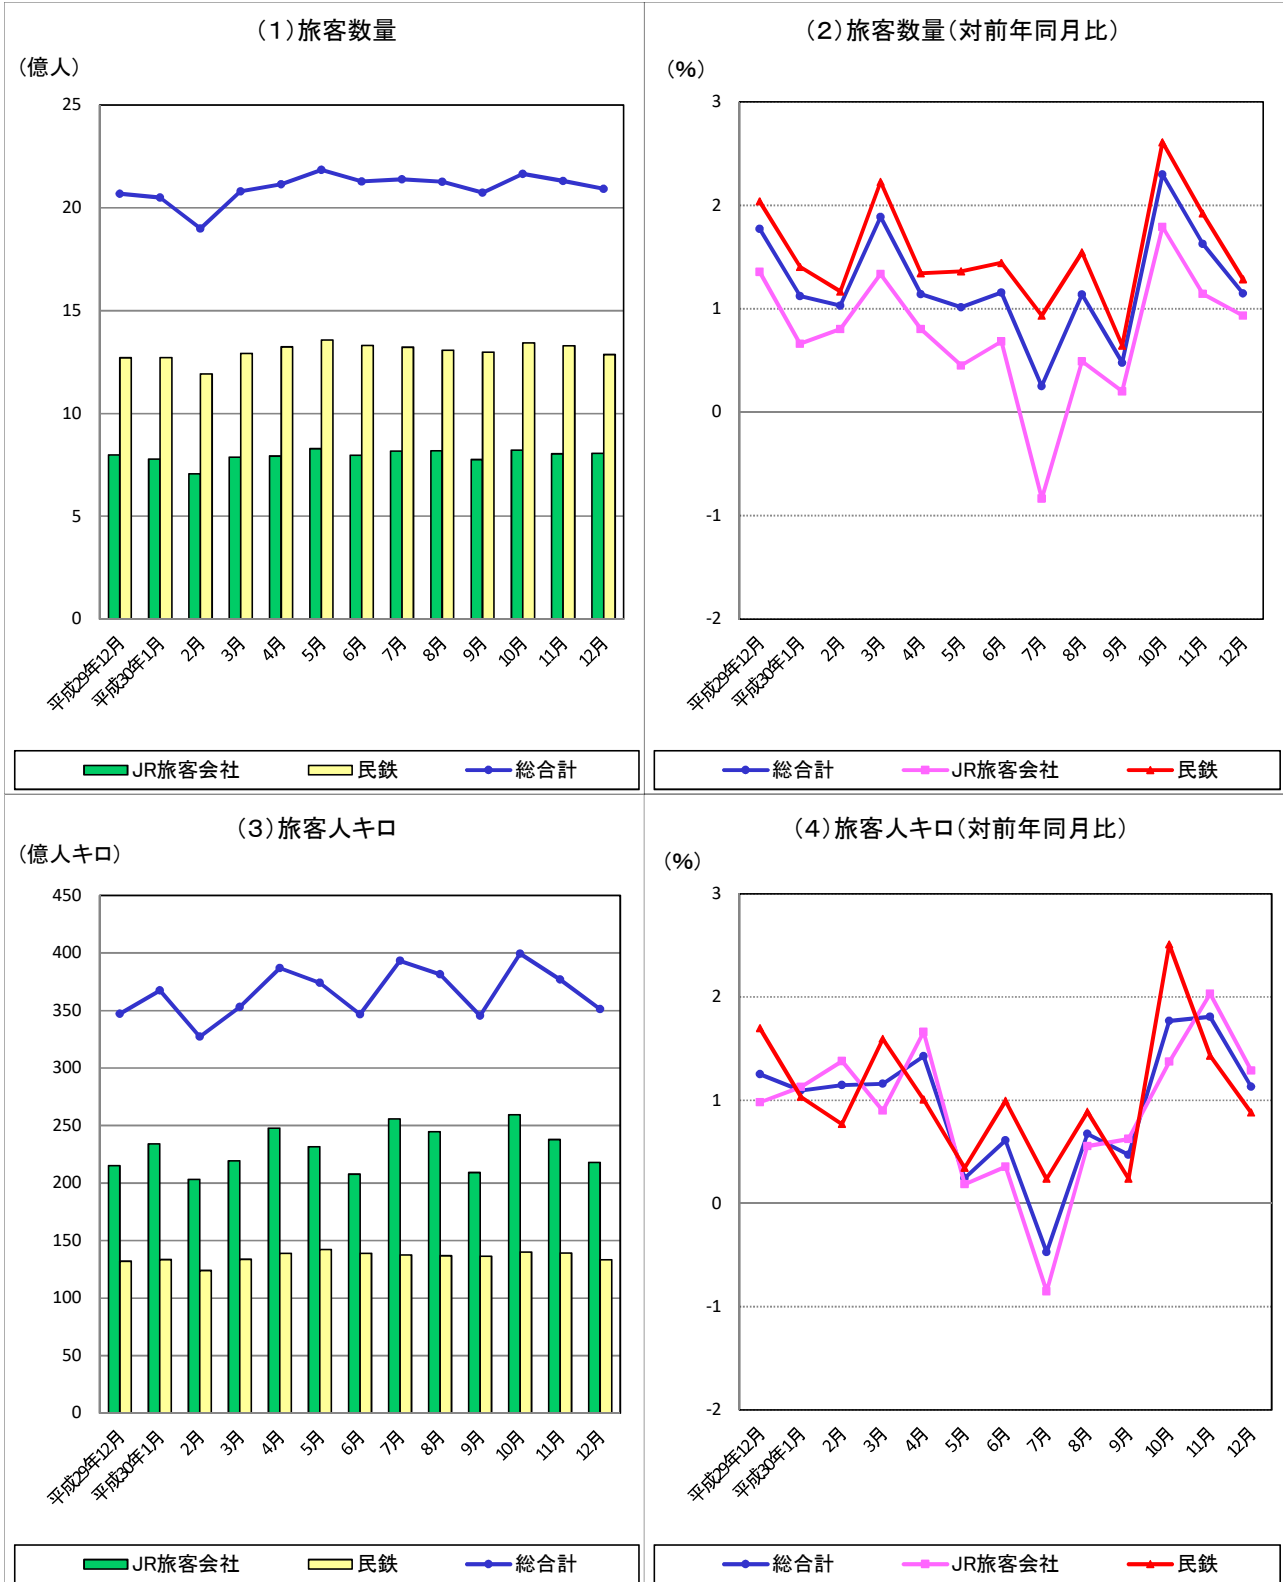 （１）旅客数量
（億人）
25
20
15
10
5
0
平成29年12月
平成30年1月
2月
3月
4月
5月
6月
7月
8月
9月
10月
11月
12月
JR旅客会社 民鉄 総合計
（２）旅客数量（対前年同月比）
（%）
3
2
1
0
-1
-2
平成29年12月
平成30年1月
2月
3月
4月
5月
6月
7月
8月
9月
10月
11月
12月
総合計 JR旅客会社 民鉄
（３）旅客人キロ
（億人キロ）
450
400
350
300
250
200
150
100
50
0
平成29年12月
平成30年1月
2月
3月
4月
5月
6月
7月
8月
9月
10月
11月
12月
JR旅客会社 民鉄 総合計
（４）旅客人キロ（対前年同月比）
（%）
3
2
1
0
-1
-2
平成29年12月
平成30年1月
2月
3月
4月
5月
6月
7月
8月
9月
10月
11月
12月
総合計 JR旅客会社 民鉄